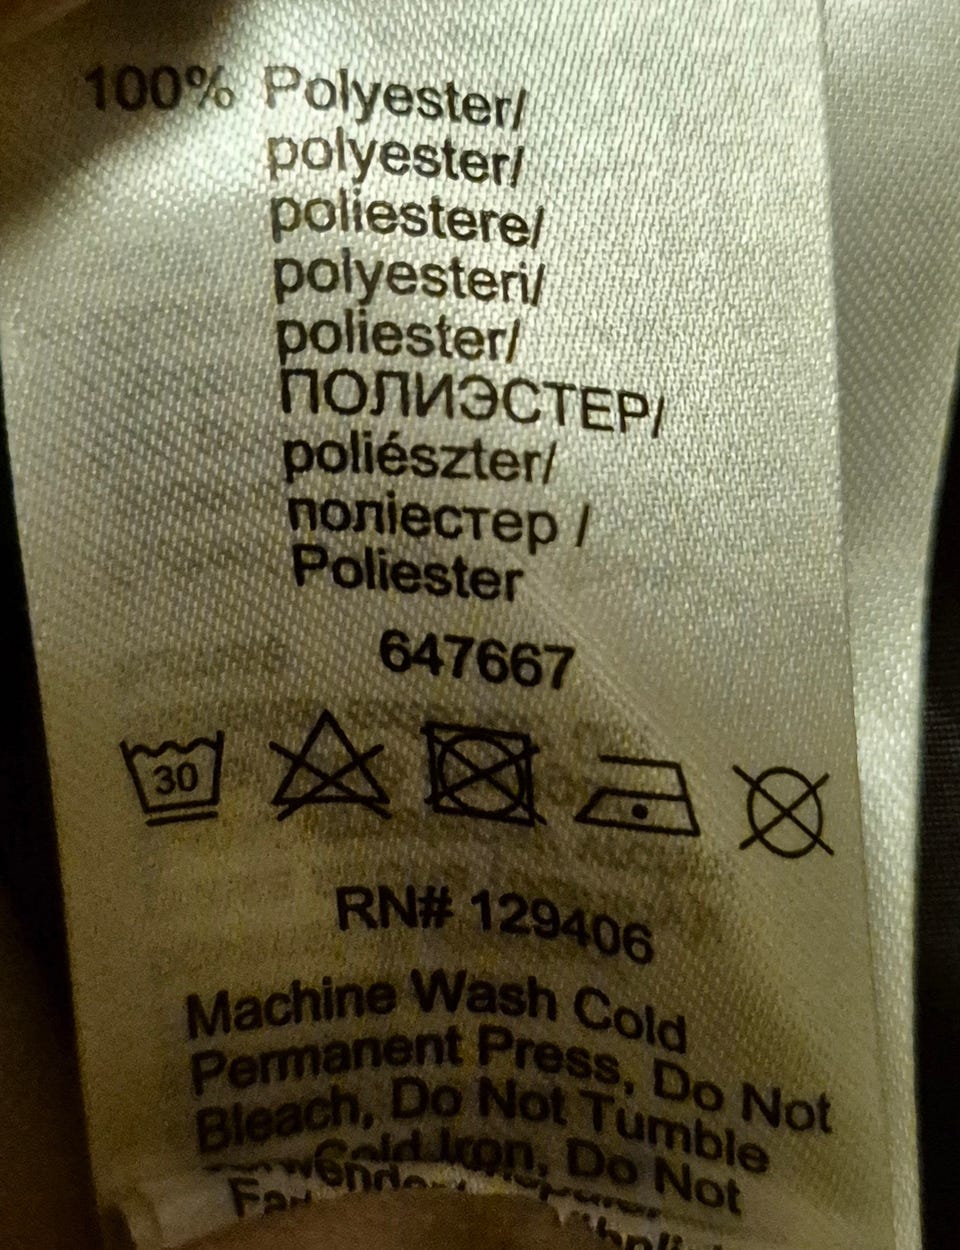 100% Polyester/
polyester/
poliestere/
polyesteri/
poliester/
ПОЛИЭСТЕР/
poliészter/
поліестер /
Poliester
647667
30
RN# 129406
Machine Wash Cold
Permanent Press, Do Not
Bleach, Do Not Tumble
Cold Iron, Do Not